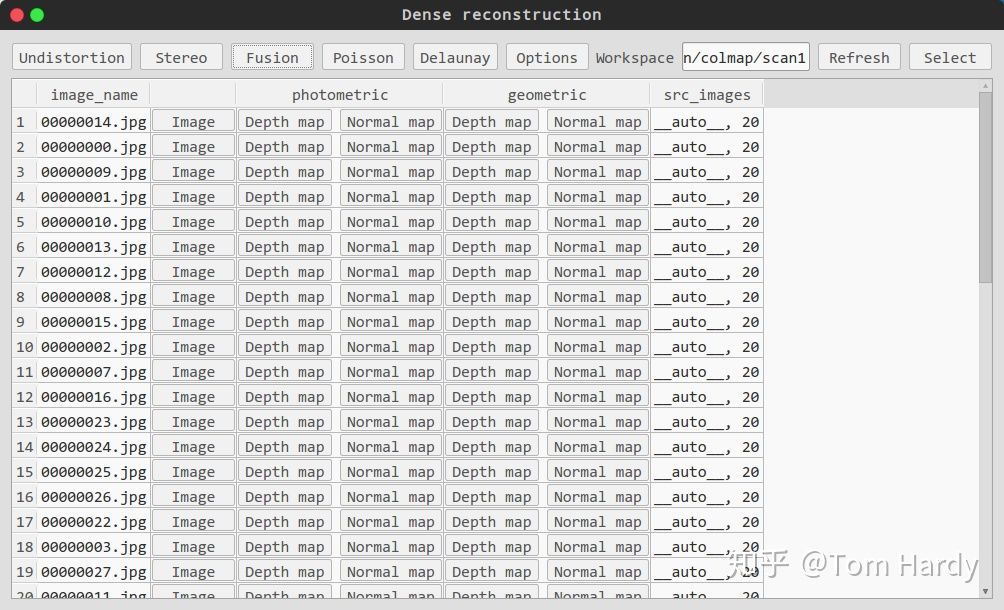 Dense reconstruction
Undistortion Stereo Fusion Poisson Delaunay Options Workspace n/colmap/scan1 Refresh Select
image_name photometric geometric src_images
1 00000014.jpg Image Depth map Normal map Depth map Normal map __auto__, 20
2 00000000.jpg Image Depth map Normal map Depth map Normal map __auto__, 20
3 00000009.jpg Image Depth map Normal map Depth map Normal map __auto__, 20
4 00000001.jpg Image Depth map Normal map Depth map Normal map __auto__, 20
5 00000010.jpg Image Depth map Normal map Depth map Normal map __auto__, 20
6 00000013.jpg Image Depth map Normal map Depth map Normal map __auto__, 20
7 00000012.jpg Image Depth map Normal map Depth map Normal map __auto__, 20
8 00000008.jpg Image Depth map Normal map Depth map Normal map __auto__, 20
9 00000015.jpg Image Depth map Normal map Depth map Normal map __auto__, 20
10 00000002.jpg Image Depth map Normal map Depth map Normal map __auto__, 20
11 00000007.jpg Image Depth map Normal map Depth map Normal map __auto__, 20
12 00000016.jpg Image Depth map Normal map Depth map Normal map __auto__, 20
13 00000023.jpg Image Depth map Normal map Depth map Normal map __auto__, 20
14 00000024.jpg Image Depth map Normal map Depth map Normal map __auto__, 20
15 00000025.jpg Image Depth map Normal map Depth map Normal map __auto__, 20
16 00000026.jpg Image Depth map Normal map Depth map Normal map __auto__, 20
17 00000022.jpg Image Depth map Normal map Depth map Normal map __auto__, 20
18 00000003.jpg Image Depth map Normal map Depth map Normal map __auto__, 20
19 00000027.jpg Image Depth map Normal map Depth map Normal map __auto__, 20
20 00000011.jpg Image Depth map Normal map Depth map Normal map __auto__, 20
知乎 @Tom Hardy